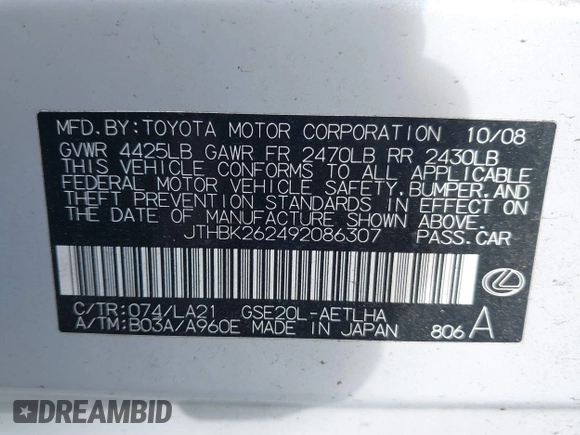 MFD.BY:TOYOTA MOTOR CORPORATION 10/08
GVWR 4425LB GAWR FR 2470LB RR 2430LB
THIS VEHICLE CONFORMS TO ALL APPLICABLE
FEDERAL MOTOR VEHICLE SAFETY,BUMPER,AND
THEFT PREVENTION STANDARDS IN EFFECT ON
THE DATE OF MANUFACTURE SHOWN ABOVE.
JTHBK262492086307 PASS.CAR
C/TR:074/LA21 GSE20L-AETLHA
A/TM:B03A/A960E MADE IN JAPAN 806 A
DREAMBID